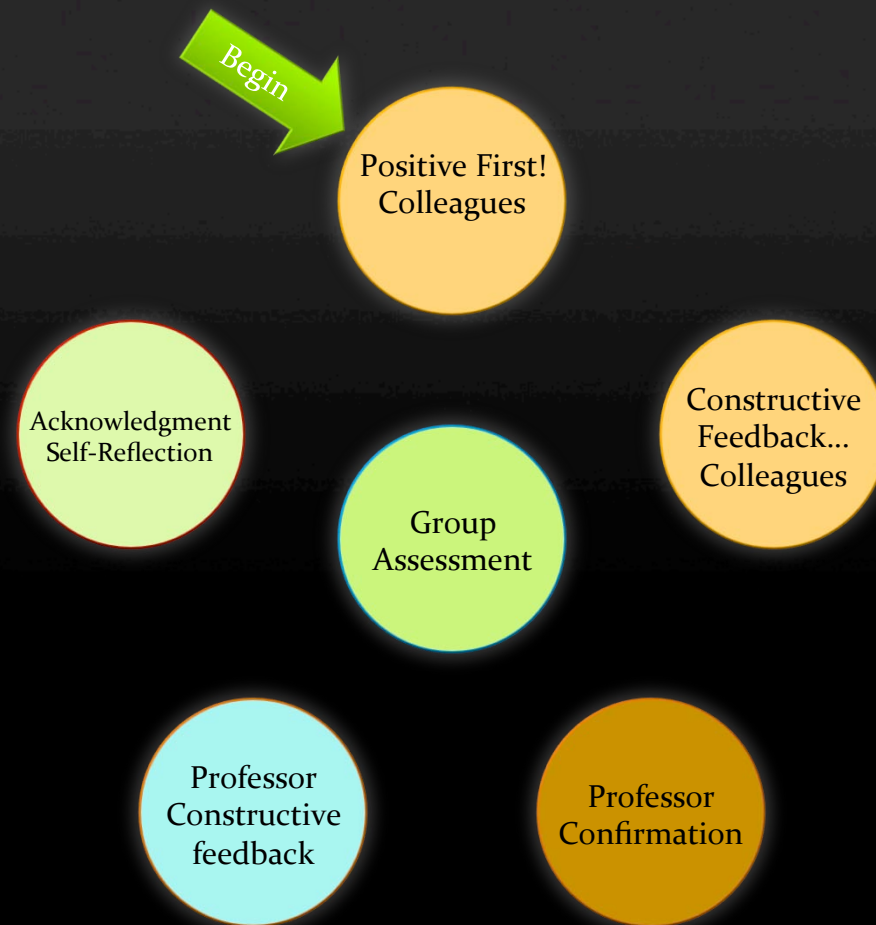 Begin
Positive First!
Colleagues
Constructive
Feedback...
Colleagues
Acknowledgment
Self-Reflection
Group
Assessment
Professor
Constructive
feedback
Professor
Confirmation